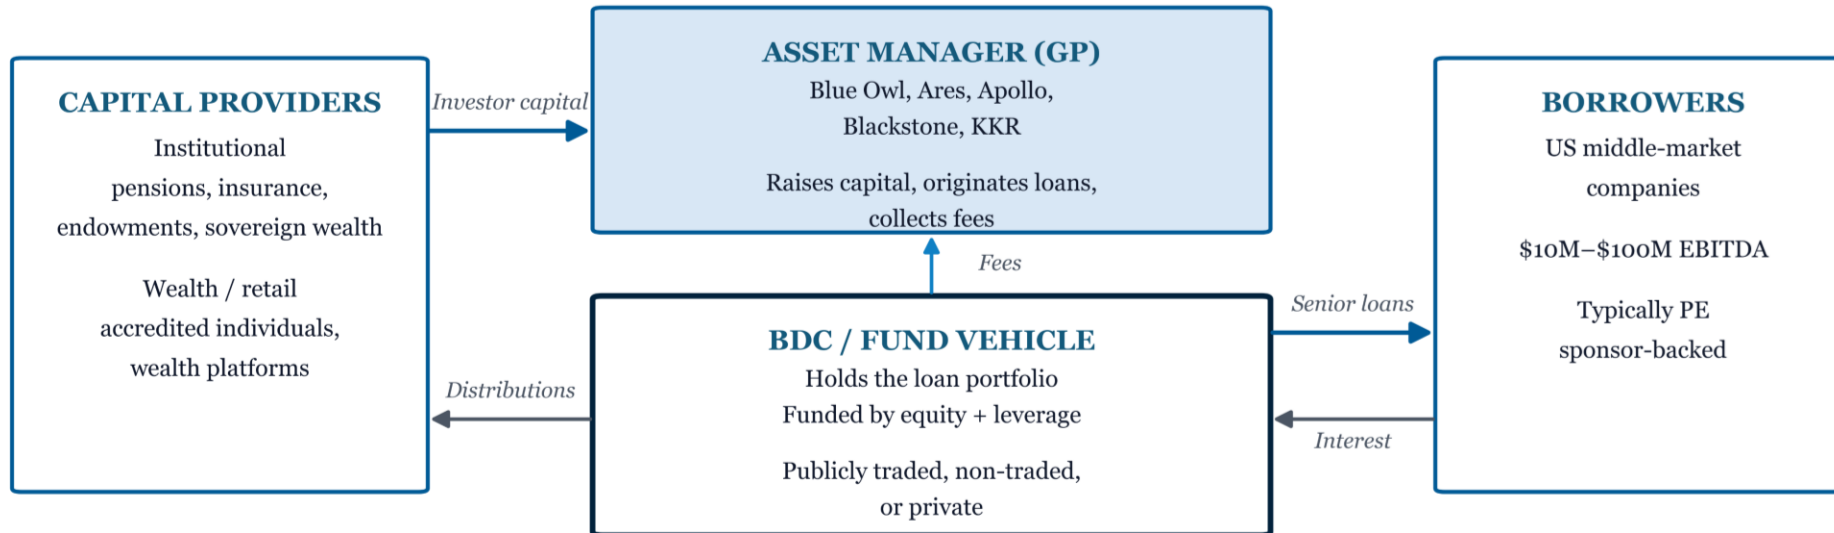 CAPITAL PROVIDERS
Institutional
pensions, insurance,
endowments, sovereign wealth
Wealth / retail
accredited individuals,
wealth platforms
Investor capital
Distributions
ASSET MANAGER (GP)
Blue Owl, Ares, Apollo,
Blackstone, KKR
Raises capital, originates loans,
collects fees
Fees
BDC / FUND VEHICLE
Holds the loan portfolio
Funded by equity + leverage
Publicly traded, non-traded,
or private
Senior loans
Interest
BORROWERS
US middle-market
companies
$10M–$100M EBITDA
Typically PE
sponsor-backed